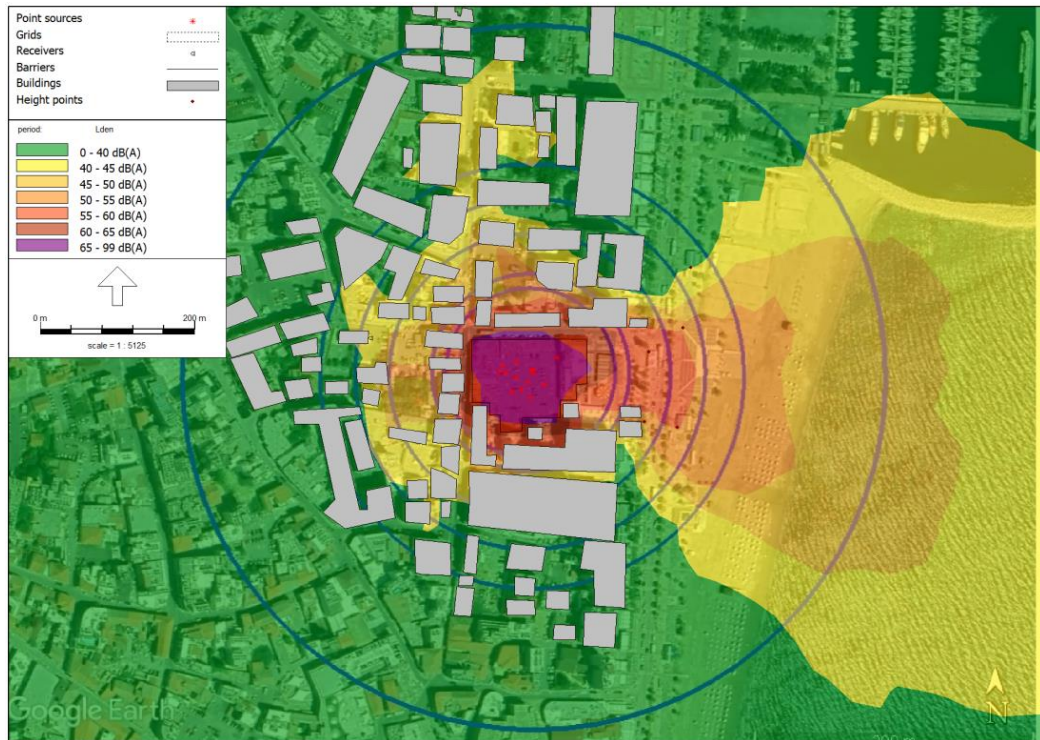 Point sources
Grids
Receivers
Barriers
Buildings
Height points
period: Lden
0 - 40 dB(A)
40 - 45 dB(A)
45 - 50 dB(A)
50 - 55 dB(A)
55 - 60 dB(A)
60 - 65 dB(A)
65 - 99 dB(A)
0 m 200 m
scale = 1 : 5125
Google Earth
N